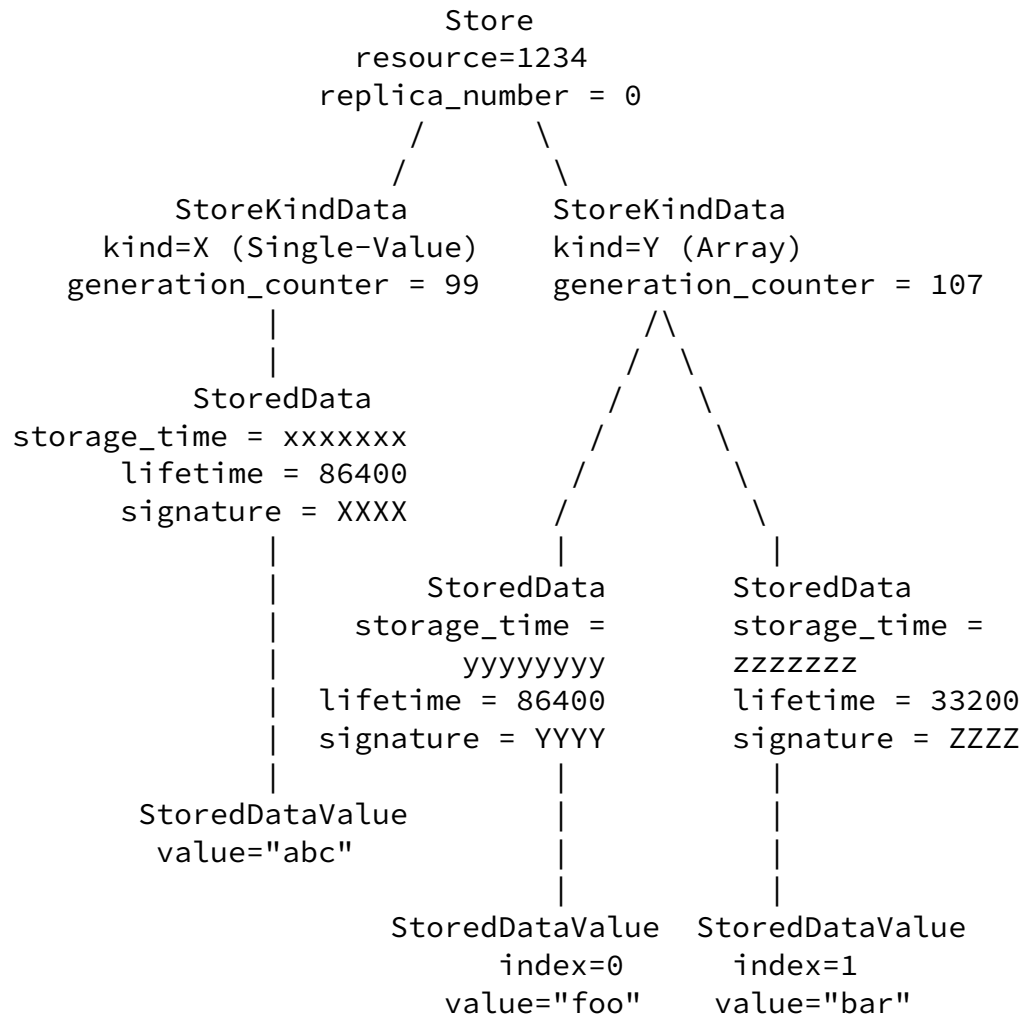 Store
resource=1234
replica_number = 0
StoreKindData StoreKindData
kind=X (Single-Value) kind=Y (Array)
generation_counter = 99 generation_counter = 107
StoredData
storage_time = xxxxxxx
lifetime = 86400
signature = XXXX
StoredData StoredData
storage_time = storage_time =
yyyyyyyy zzzzzzz
lifetime = 86400 lifetime = 33200
signature = YYYY signature = ZZZZ
StoredDataValue
value="abc"
StoredDataValue StoredDataValue
index=0 index=1
value="foo" value="bar"